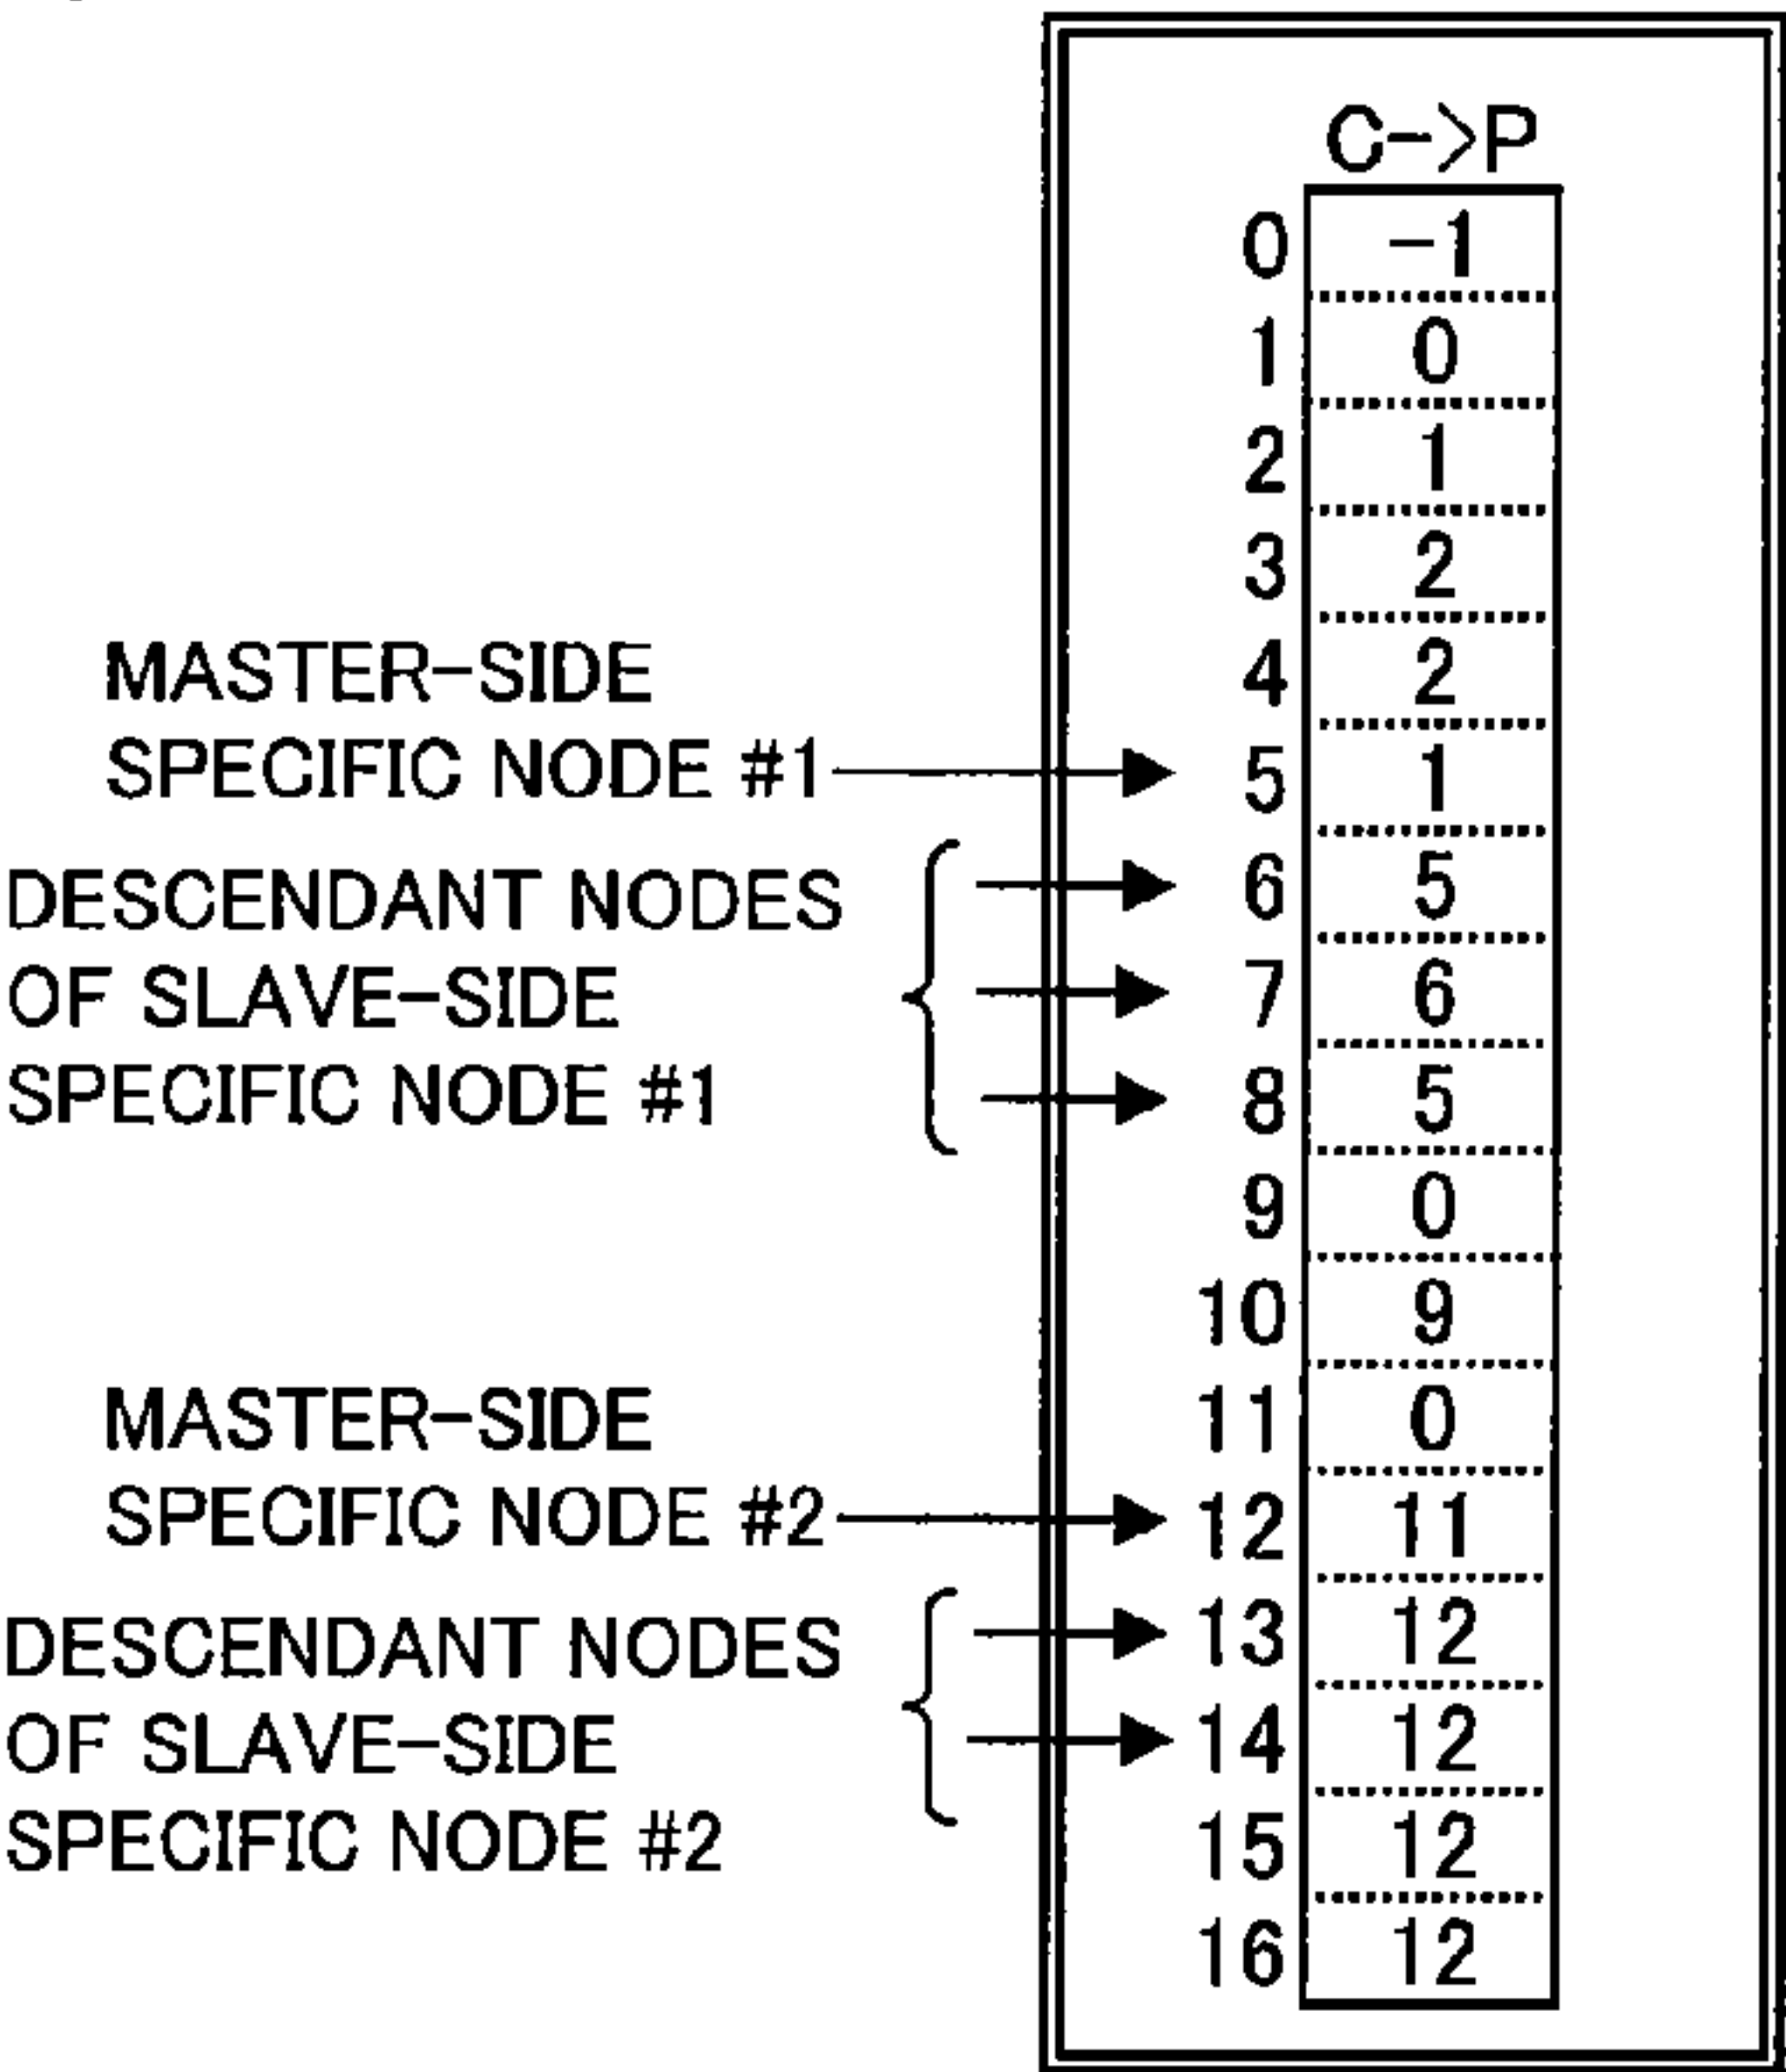 C->P
0 -1
1 0
2 1
3 2
4 2
MASTER-SIDE
SPECIFIC NODE #1 5 1
DESCENDANT NODES 6 5
OF SLAVE-SIDE 7 6
SPECIFIC NODE #1 8 5
9 0
10 9
11 0
MASTER-SIDE
SPECIFIC NODE #2 12 11
DESCENDANT NODES 13 12
OF SLAVE-SIDE 14 12
SPECIFIC NODE #2 15 12
16 12